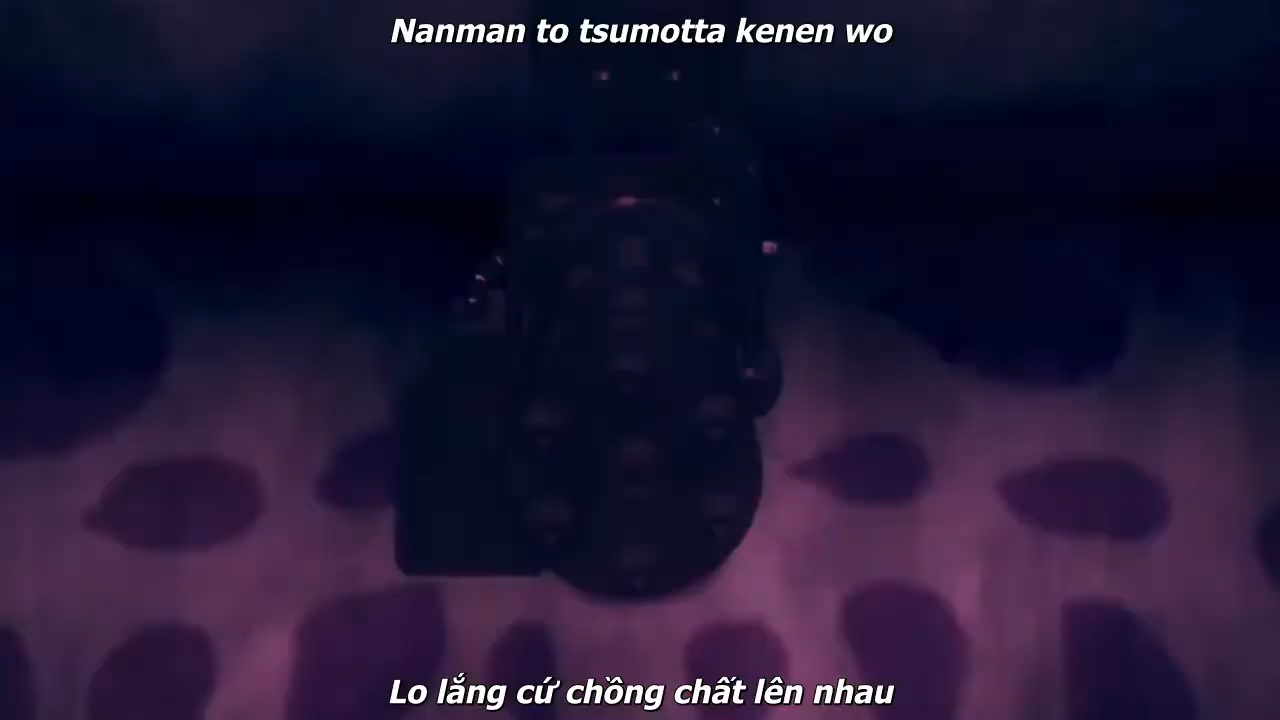 Nanman to tsumotta kenen wo
Lo lắng cứ chồng chất lên nhau